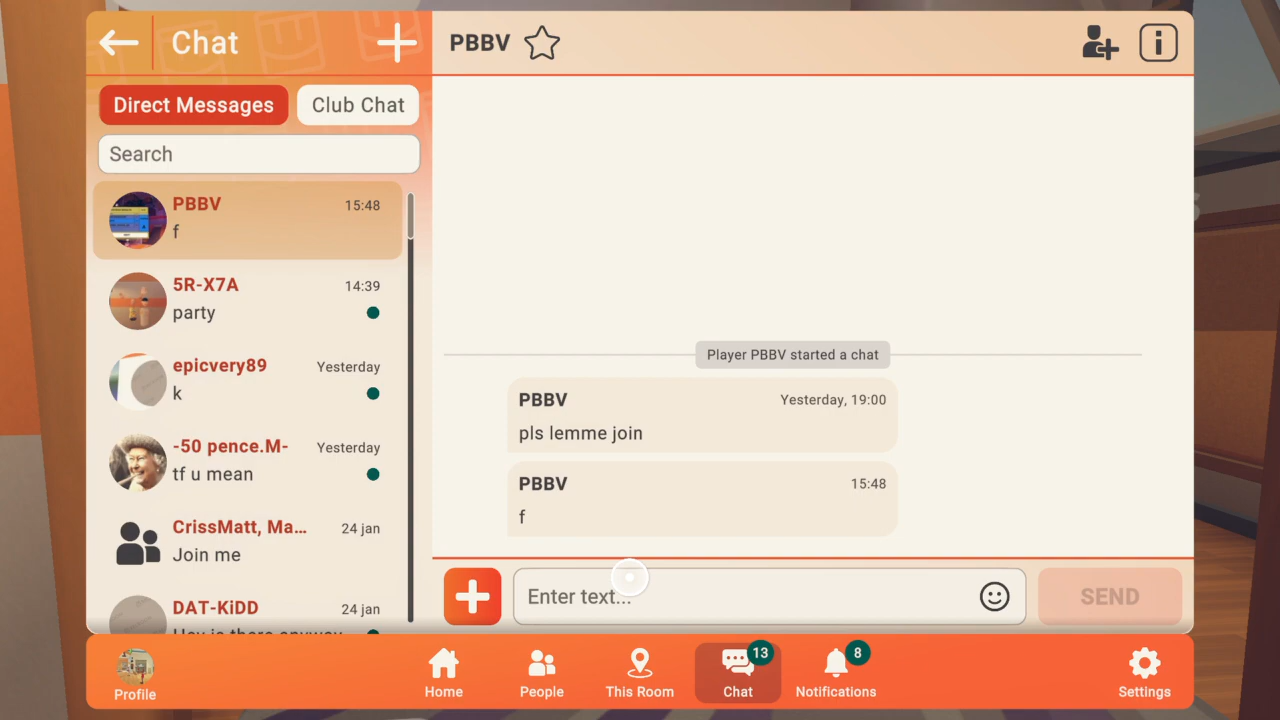 Chat
PBBV
Direct Messages
Club Chat
Search
PBBV 15:48
f
5R-X7A 14:39
party
epicvery89 Yesterday
k
-50 pence.M- Yesterday
tf u mean
CrissMatt, Ma... 24 jan
Join me
DAT-KiDD 24 jan
Player PBBV started a chat
PBBV Yesterday, 19:00
pls lemme join
PBBV 15:48
f
Enter text...
SEND
Profile
Home
People
This Room
13
Chat
8
Notifications
Settings